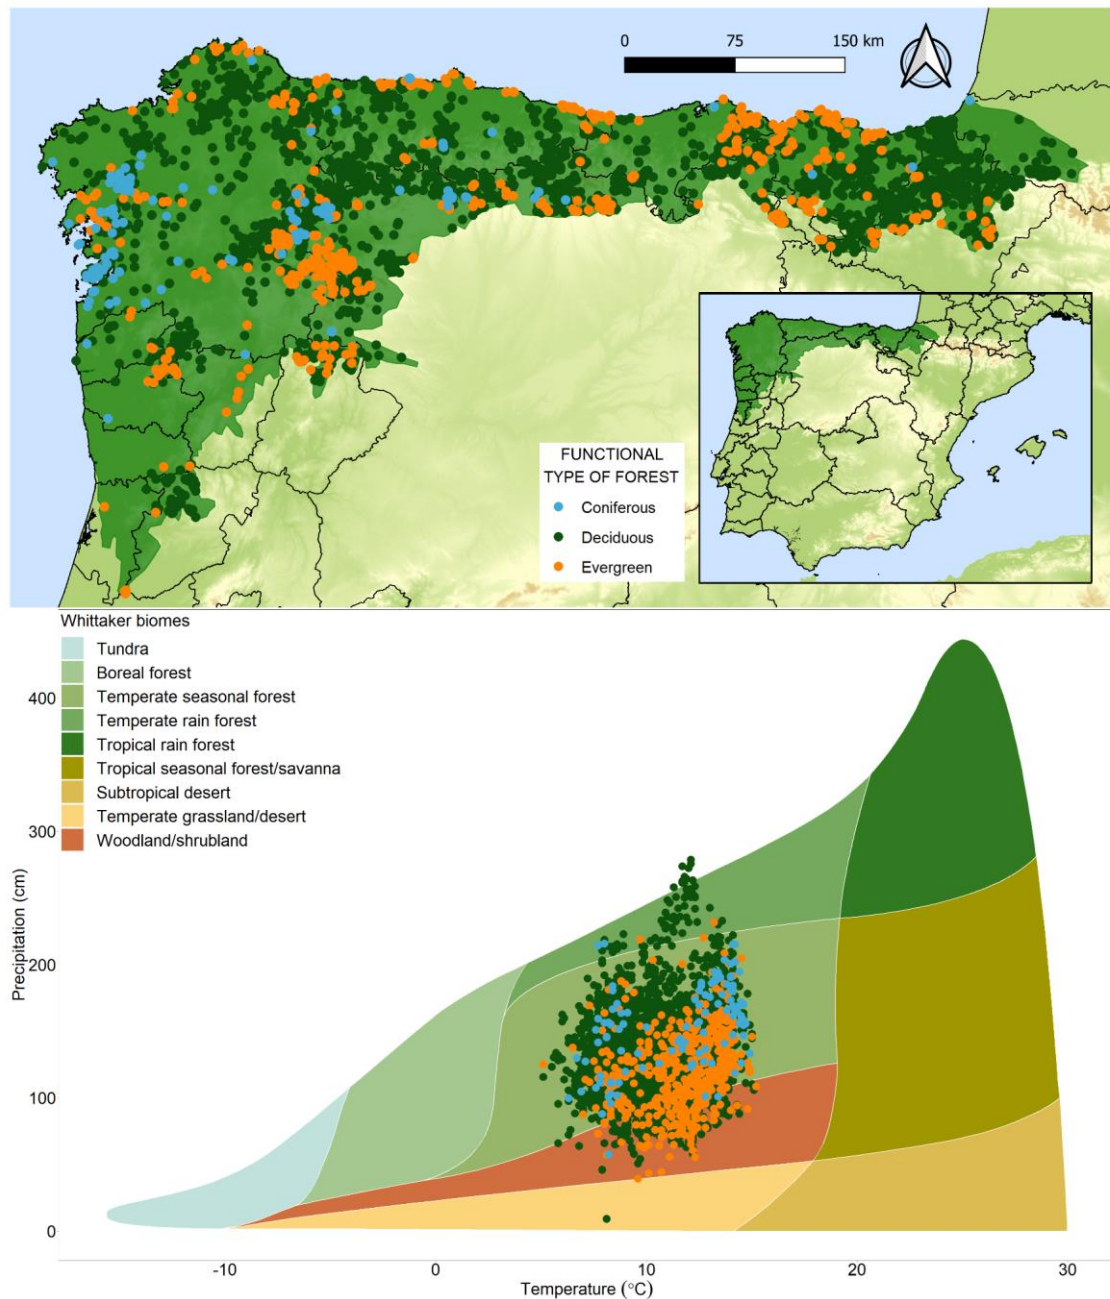 0 75 150 km
FUNCTIONAL
TYPE OF FOREST
Coniferous
Deciduous
Evergreen
Whittaker biomes
Tundra
Boreal forest
Temperate seasonal forest
Temperate rain forest
Tropical rain forest
Tropical seasonal forest/savanna
Subtropical desert
Temperate grassland/desert
Woodland/shrubland
Precipitation (cm)
400
300
200
100
0
-10 0 10 20 30
Temperature (°C)